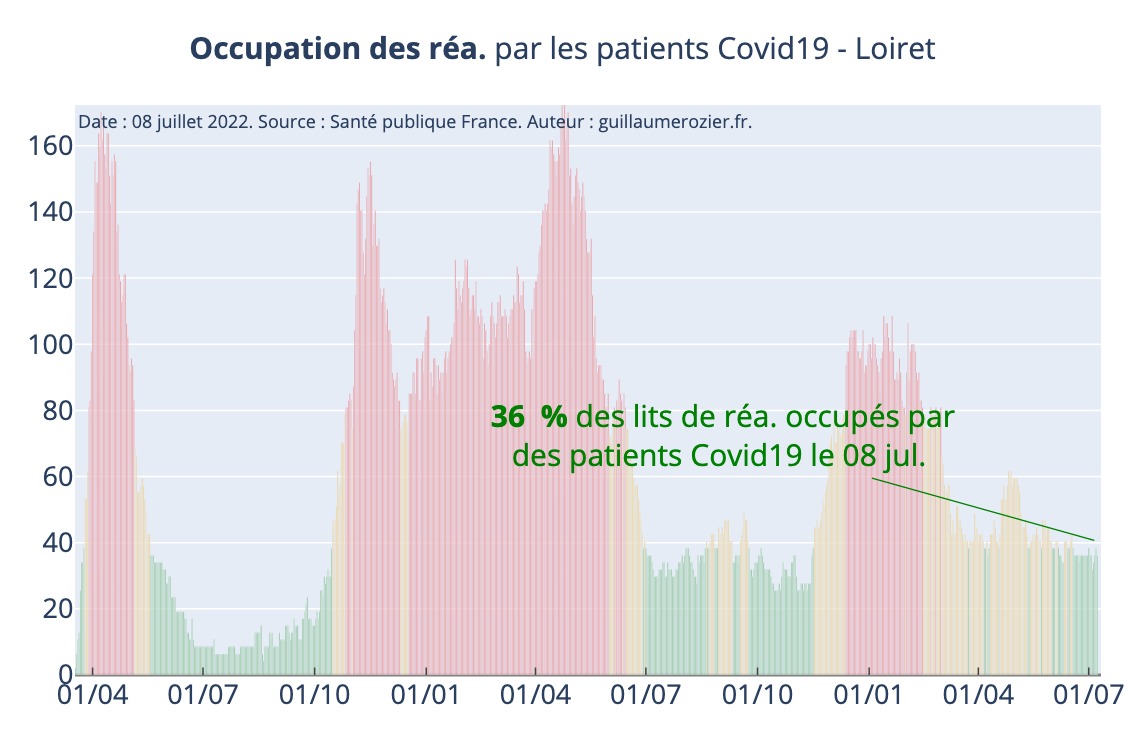 Occupation des réa. par les patients Covid19 - Loiret
Date : 08 juillet 2022. Source : Santé publique France. Auteur : guillaumerozier.fr.
160
140
120
100
80
60
40
20
0
36 % des lits de réa. occupés par
des patients Covid19 le 08 jul.
01/04 01/07 01/10 01/01 01/04 01/07 01/10 01/01 01/04 01/07